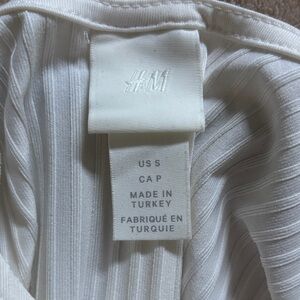 H&M
US S
CA P
MADE IN
TURKEY
FABRIQUÉ EN
TURQUIE